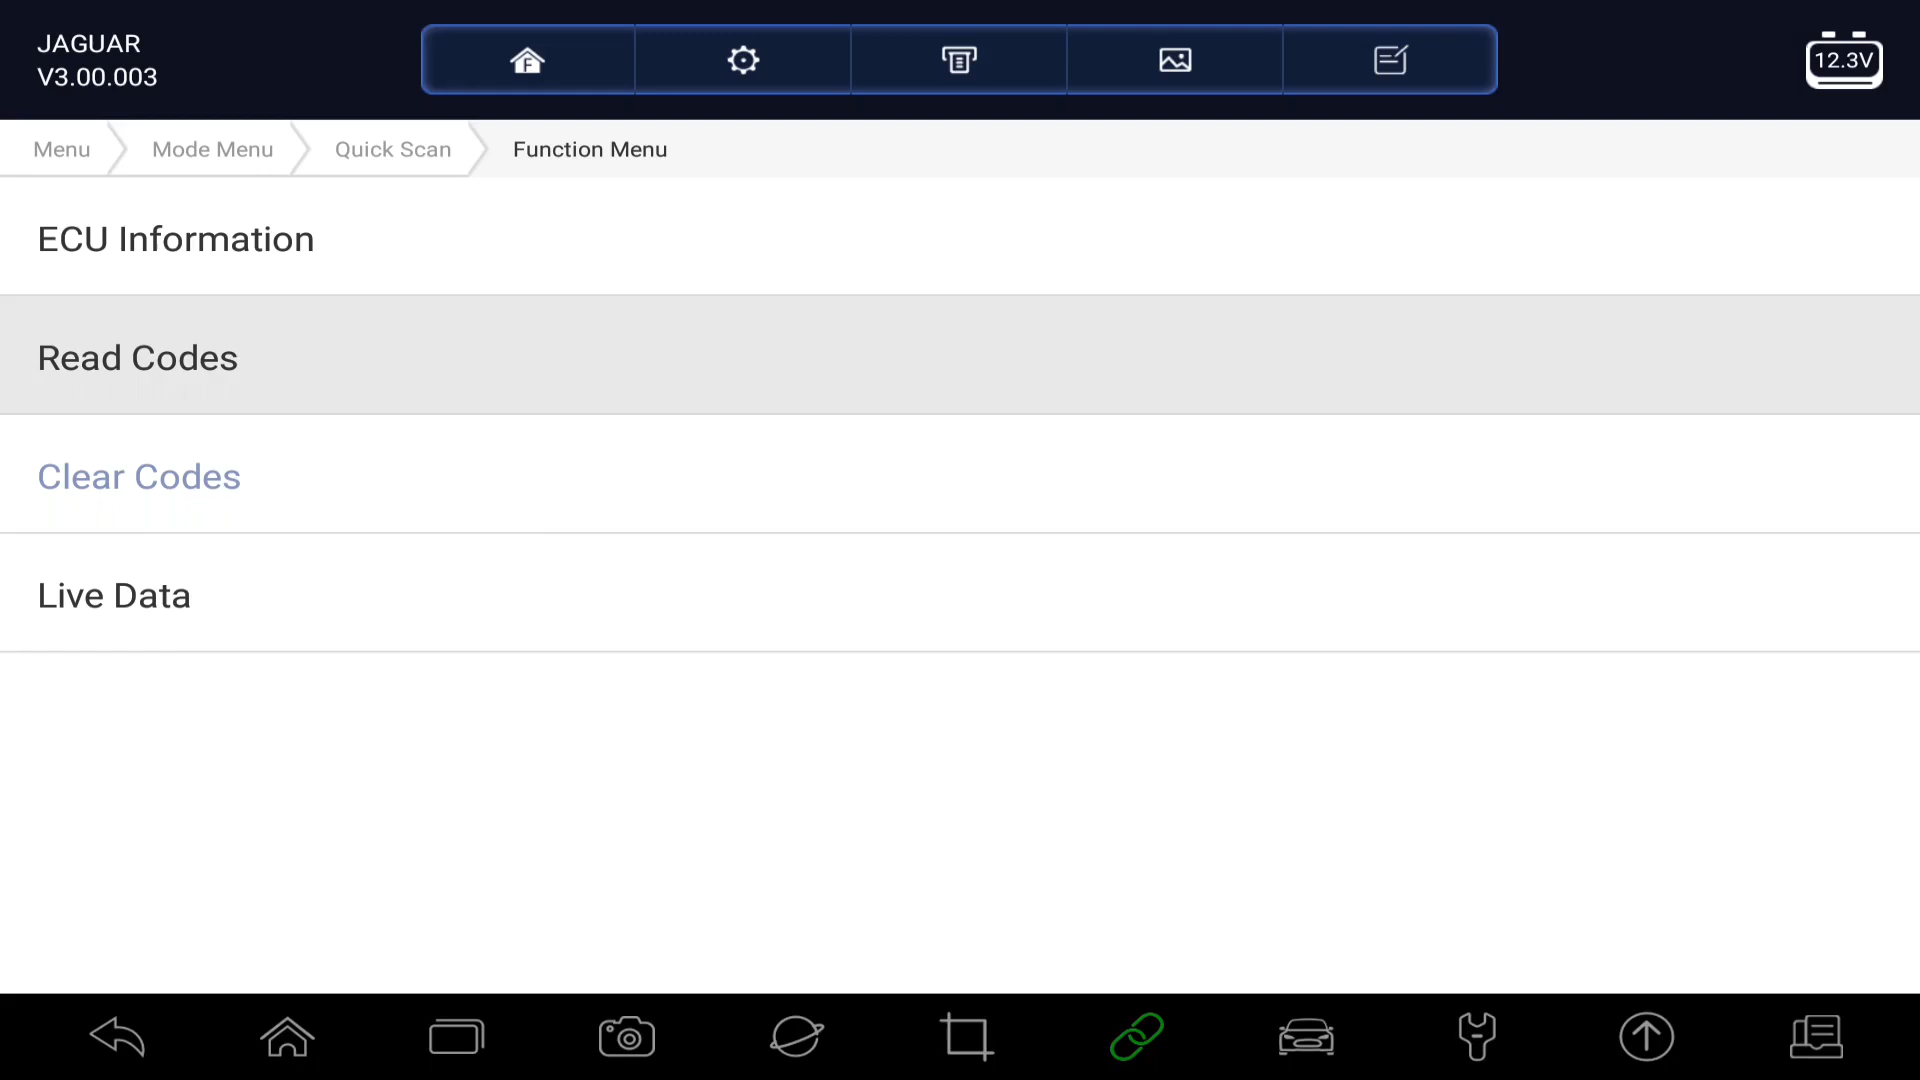 JAGUAR
V3.00.003
F
12.3V
Menu
Mode Menu
Quick Scan
Function Menu
ECU Information
Read Codes
Clear Codes
Live Data